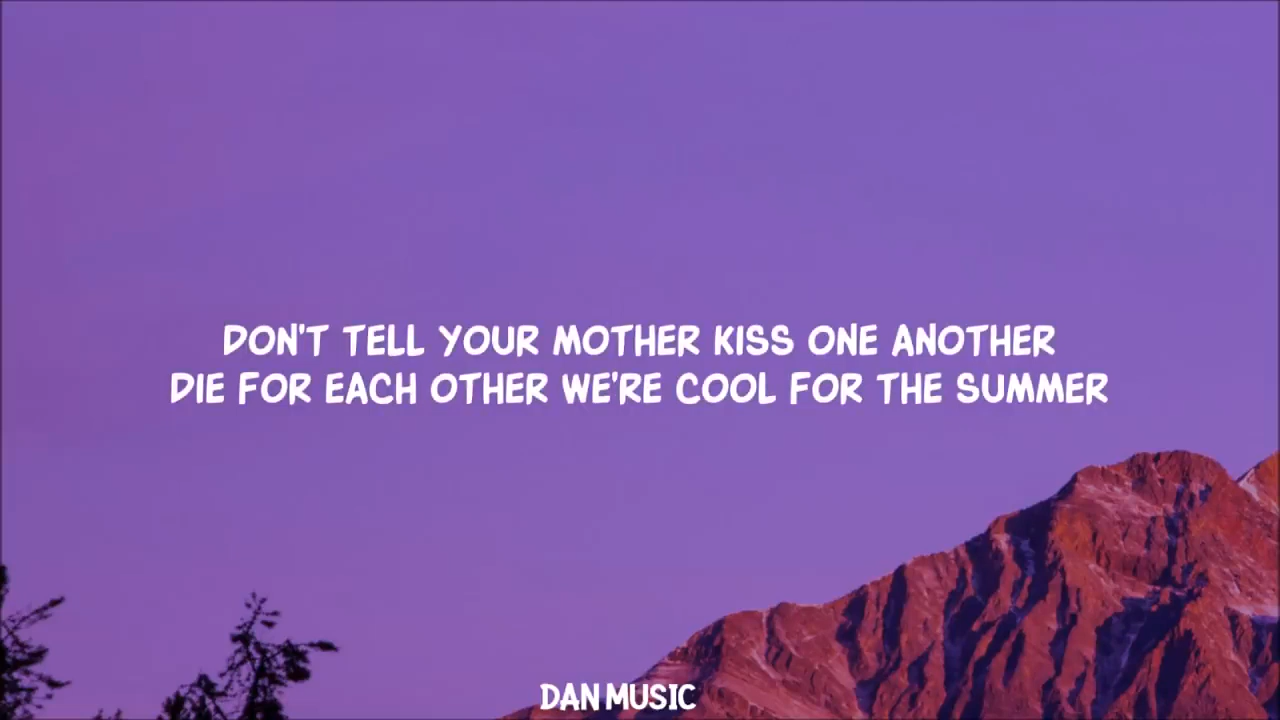 DON'T TELL YOUR MOTHER KISS ONE ANOTHER
DIE FOR EACH OTHER WE'RE COOL FOR THE SUMMER
DAN MUSIC